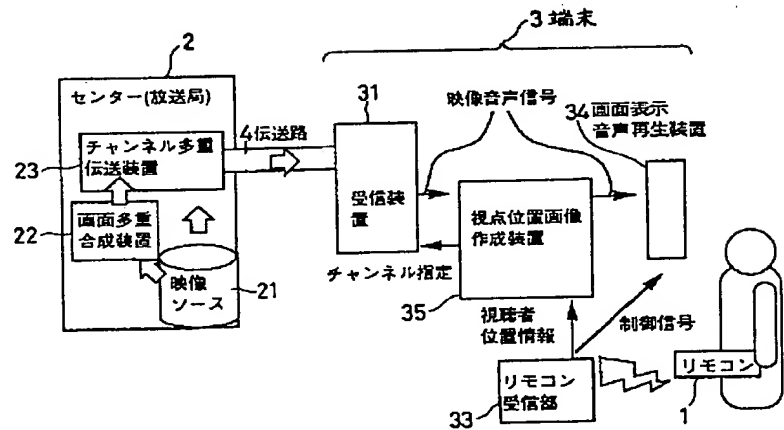 2
3端末
センター(放送局)
31
映像音声信号
34画面表示
音声再生装置
4伝送路
23
チャンネル多重
伝送装置
受信装
置
視点位置画像
作成装置
22
画面多重
合成装置
チャンネル指定
映像
ソース
21
35
視聴者
位置情報
制御信号
リモコン
リモコン
受信部
33
1